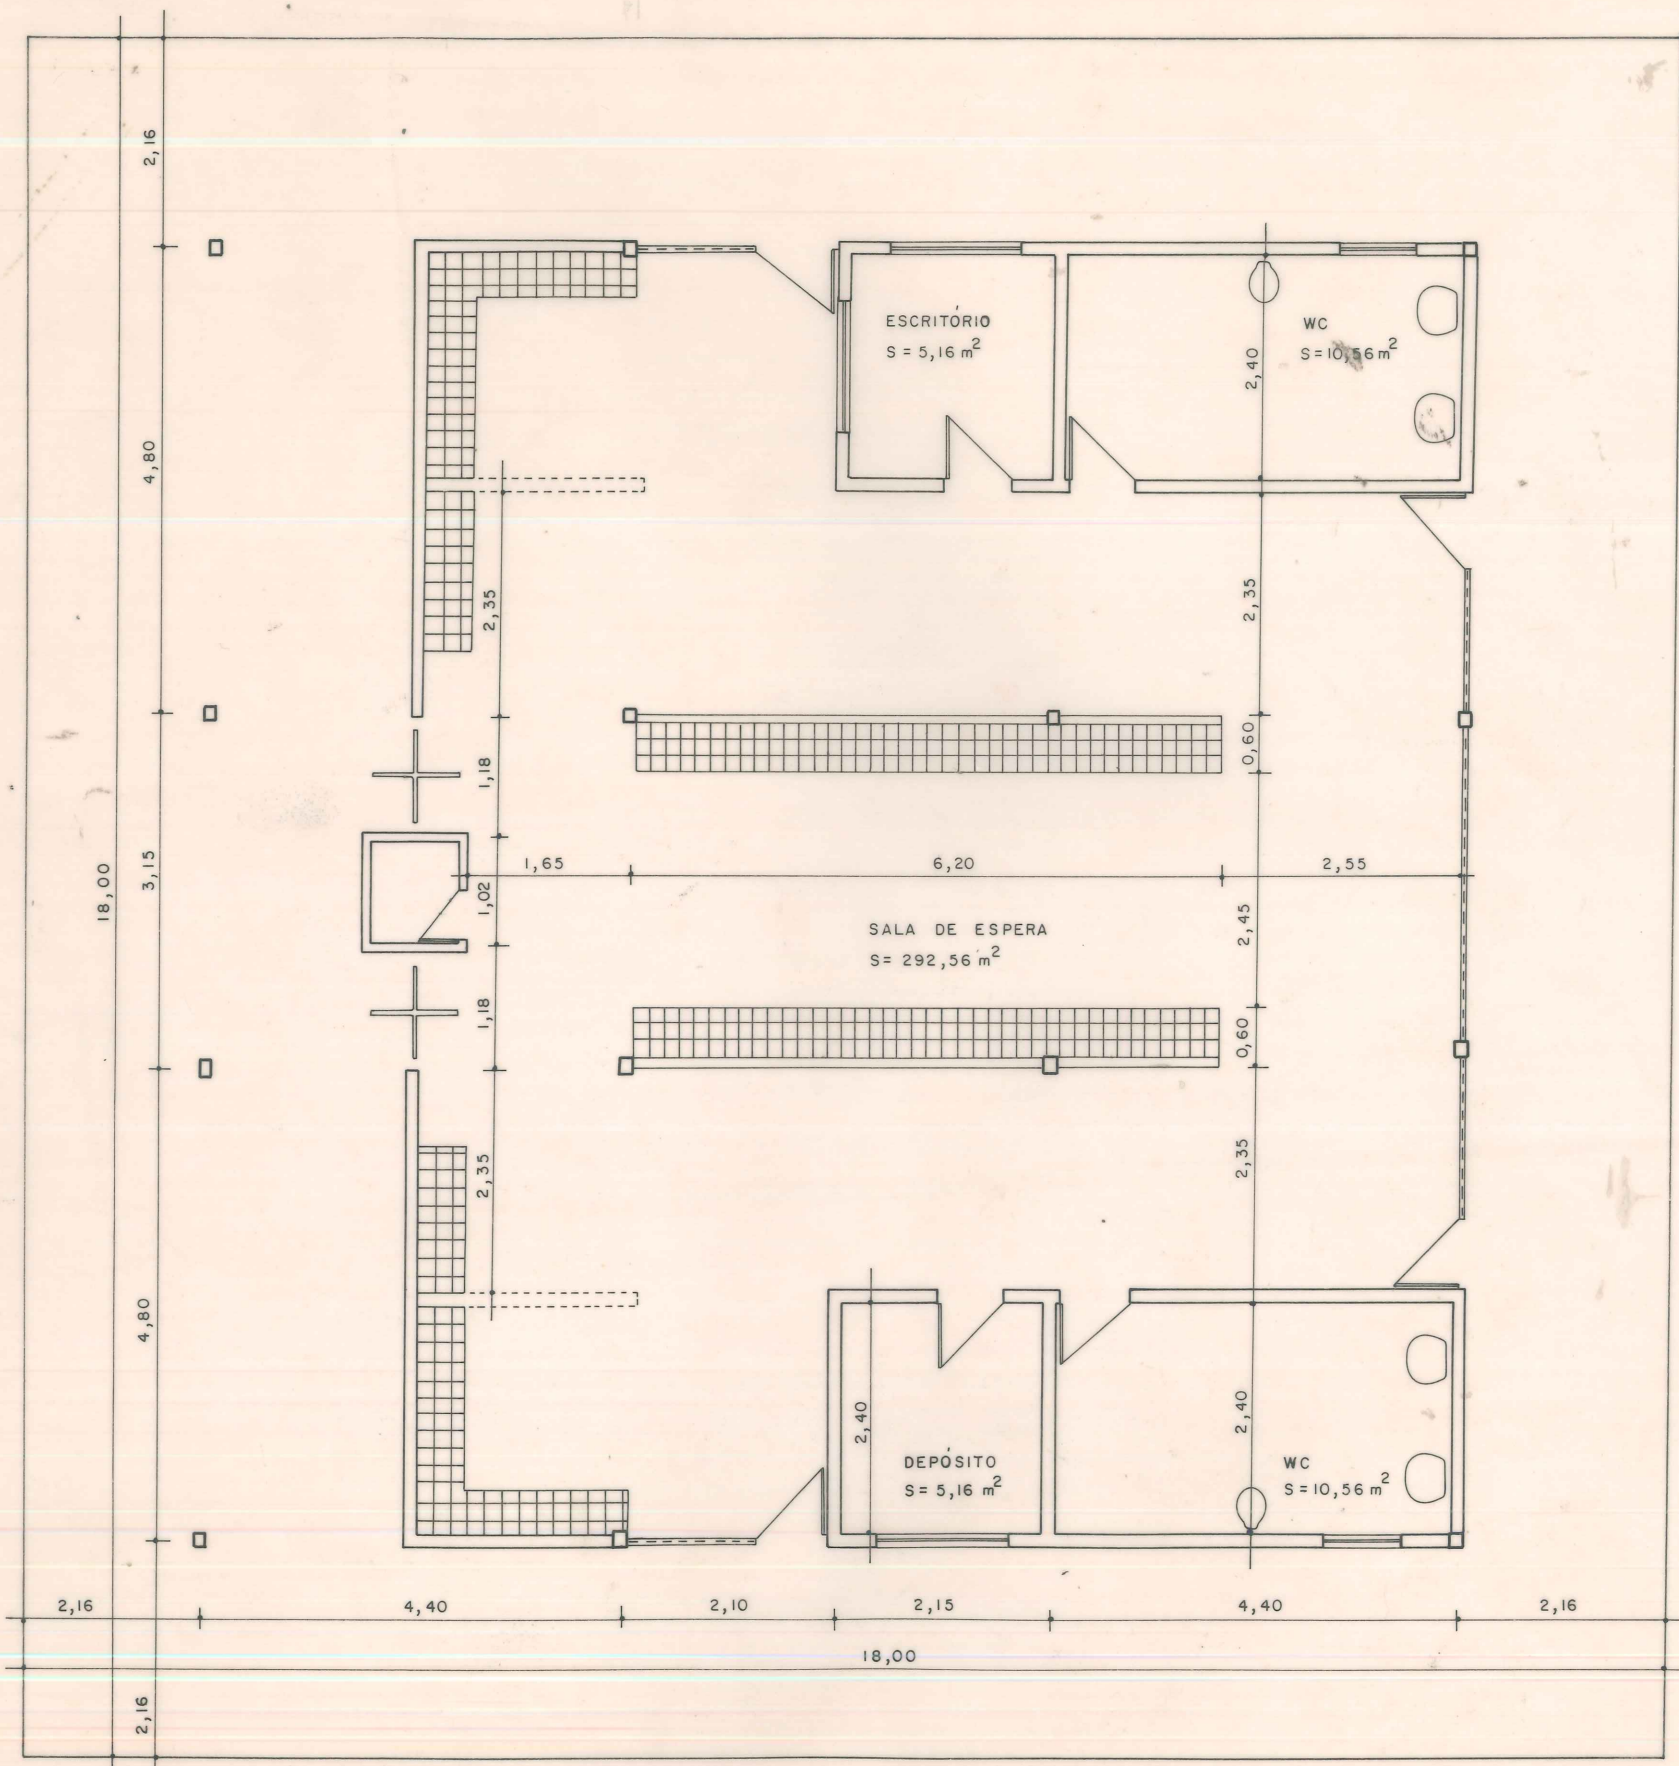 2,16
ESCRITÓRIO
S = 5,16 m²
WC
S=10,56 m²
2,40
4,80
2,35
2,35
0,60
1,18
18,00
3,15
1,65
6,20
2,55
1,02
2,45
SALA DE ESPERA
S= 292,56 m²
1,18
0,60
2,35
2,35
4,80
2,40
2,40
DEPÓSITO
S= 5,16 m²
WC
S=10,56 m²
2,16
4,40
2,10
2,15
4,40
2,16
18,00
2,16